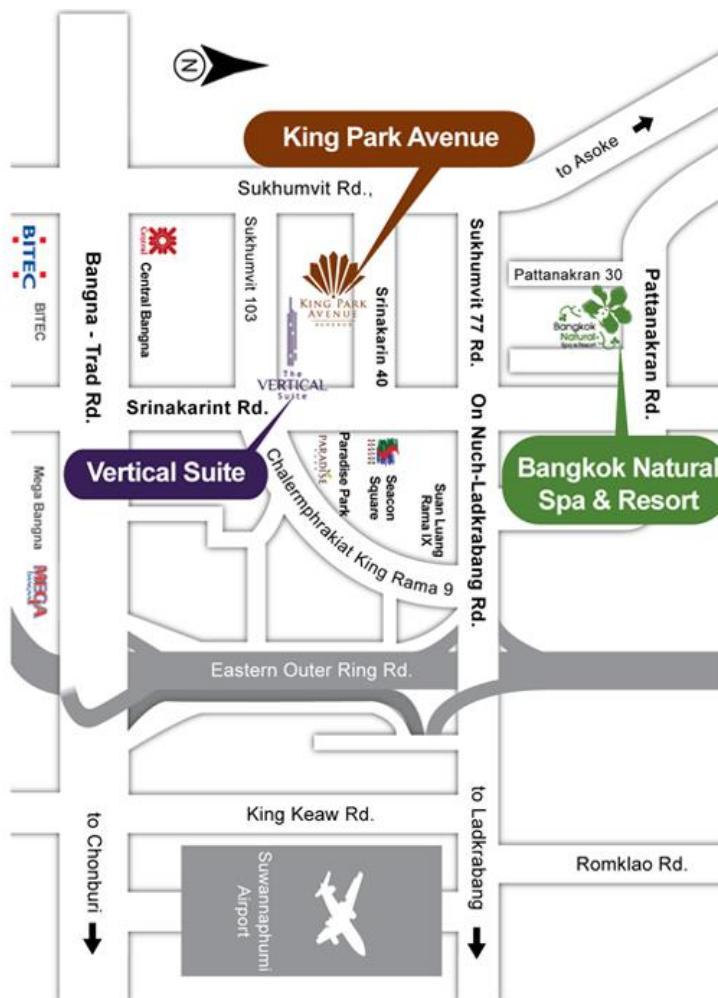 N
King Park Avenue
to Asoke
Sukhumvit Rd.,
BITEC
BITEC
Bangna - Trad Rd.
Central
Central Bangna
Sukhumvit 103
KING PARK
AVENUE
BANGKOK
Srinakarin 40
Sukhumvit 77 Rd.
Pattanakran 30
Bangkok
Natural
Spa & Resort
Pattanakran Rd.
The
VERTICAL
Suite
Srinakarint Rd.
Vertical Suite
PARADISE
Paradise Park
Seacon
Square
Suan Luang
Rama IX
On Nuch-Ladkrabang Rd.
Bangkok Natural
Spa & Resort
Chalermphrakiat King Rama 9
Mega Bangna
MEGA
Eastern Outer Ring Rd.
King Keaw Rd.
to Chonburi
Suwannaphumi
Airport
to Ladkrabang
Romklao Rd.